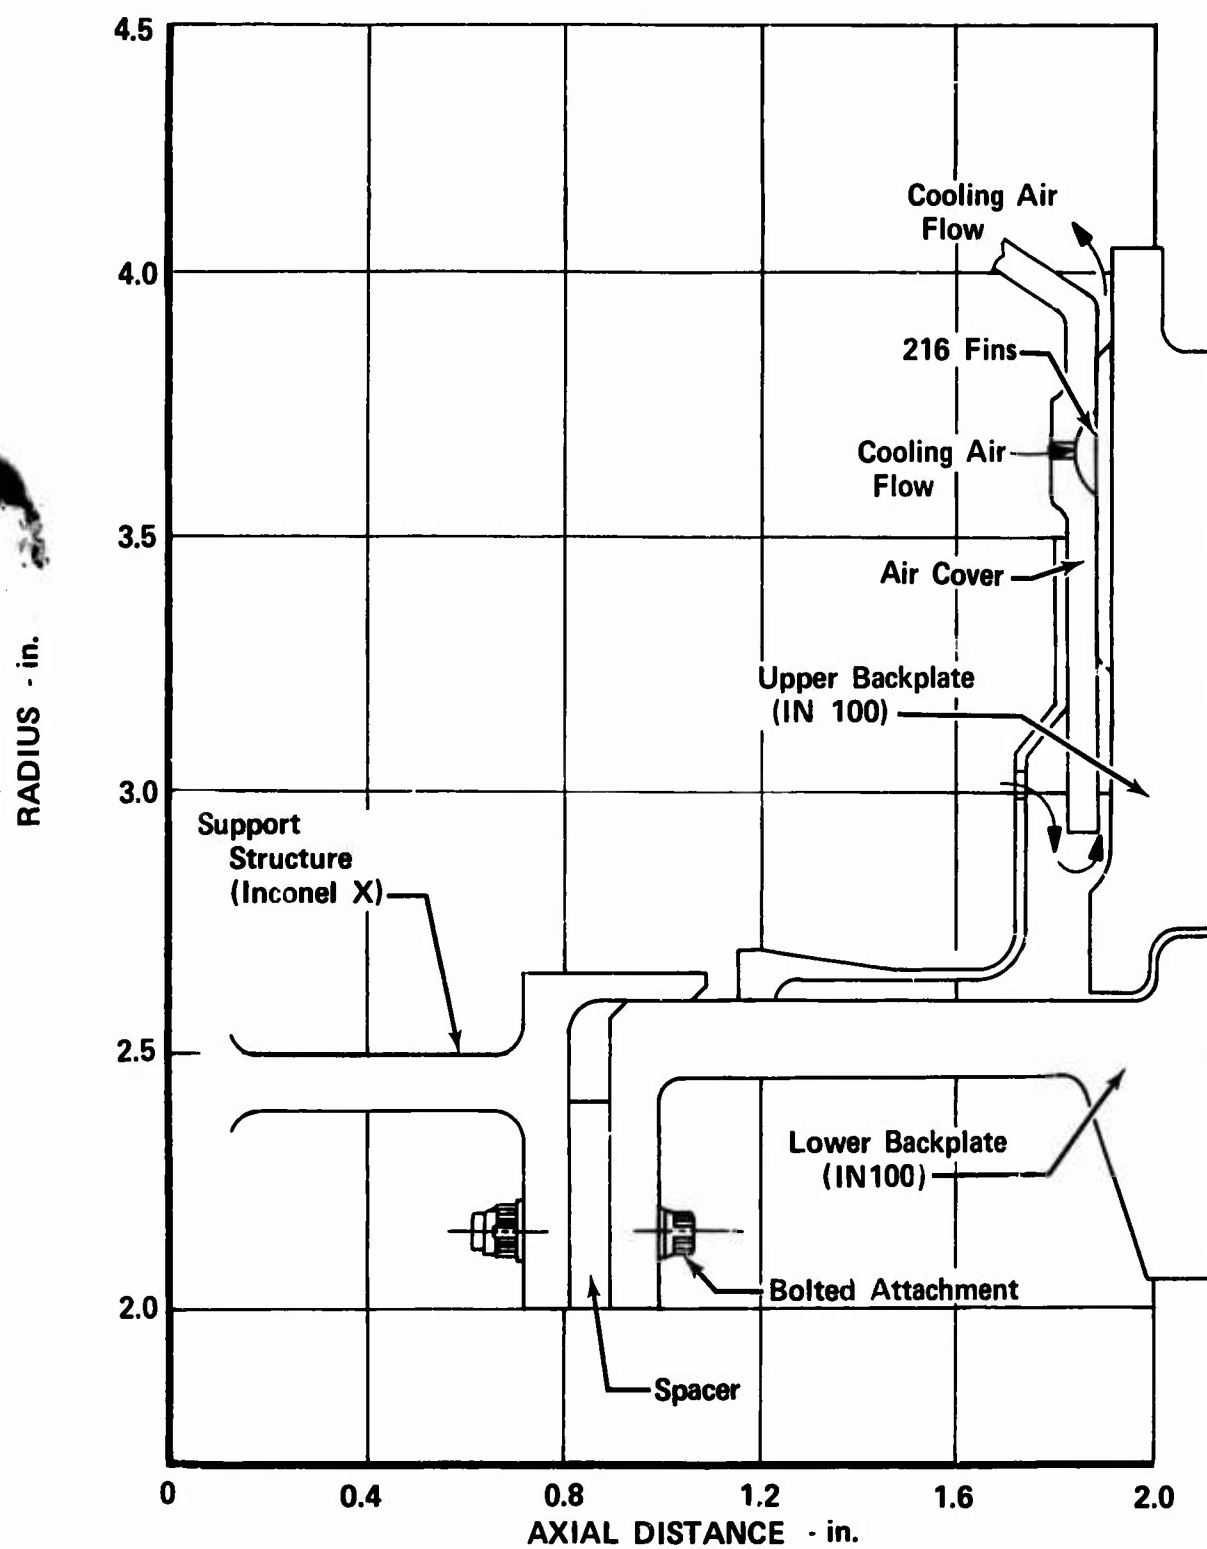 4.5
Cooling Air
Flow
4.0
216 Fins
Cooling Air
Flow
3.5
Air Cover
Upper Backplate
(IN 100)
RADIUS - in.
3.0
Support
Structure
(Inconel X)
2.5
Lower Backplate
(IN100)
Bolted Attachment
2.0
Spacer
0 0.4 0.8 1.2 1.6 2.0
AXIAL DISTANCE - in.